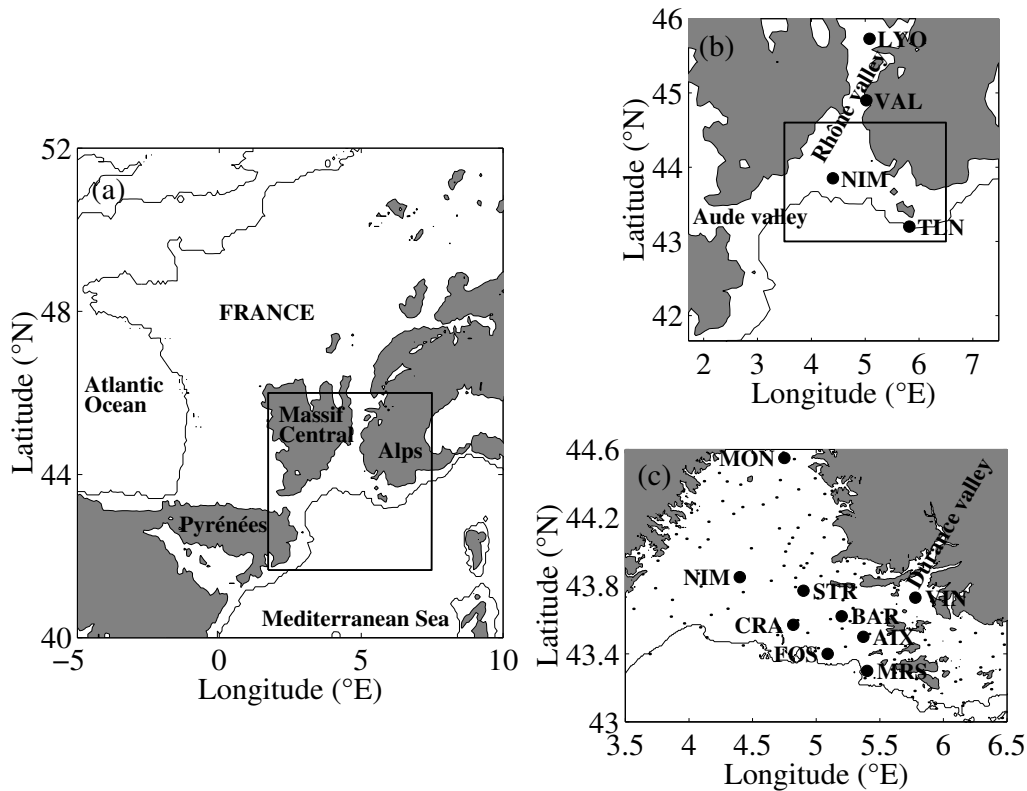 (a)
52
48
44
40
−5
0
5
10
Latitude (°N)
Longitude (°E)
FRANCE
Atlantic
Ocean
Massif
Central
Alps
Pyrénées
Mediterranean Sea
(b)
46
45
44
43
42
2
3
4
5
6
7
Latitude (°N)
Longitude (°E)
LYO
VAL
Rhône valley
NIM
Aude valley
TLN
(c)
44.6
44.2
43.8
43.4
43
3.5
4
4.5
5
5.5
6
6.5
Latitude (°N)
Longitude (°E)
MON
Durance valley
NIM
STR
VIN
BAR
CRA
AIX
FOS
MRS